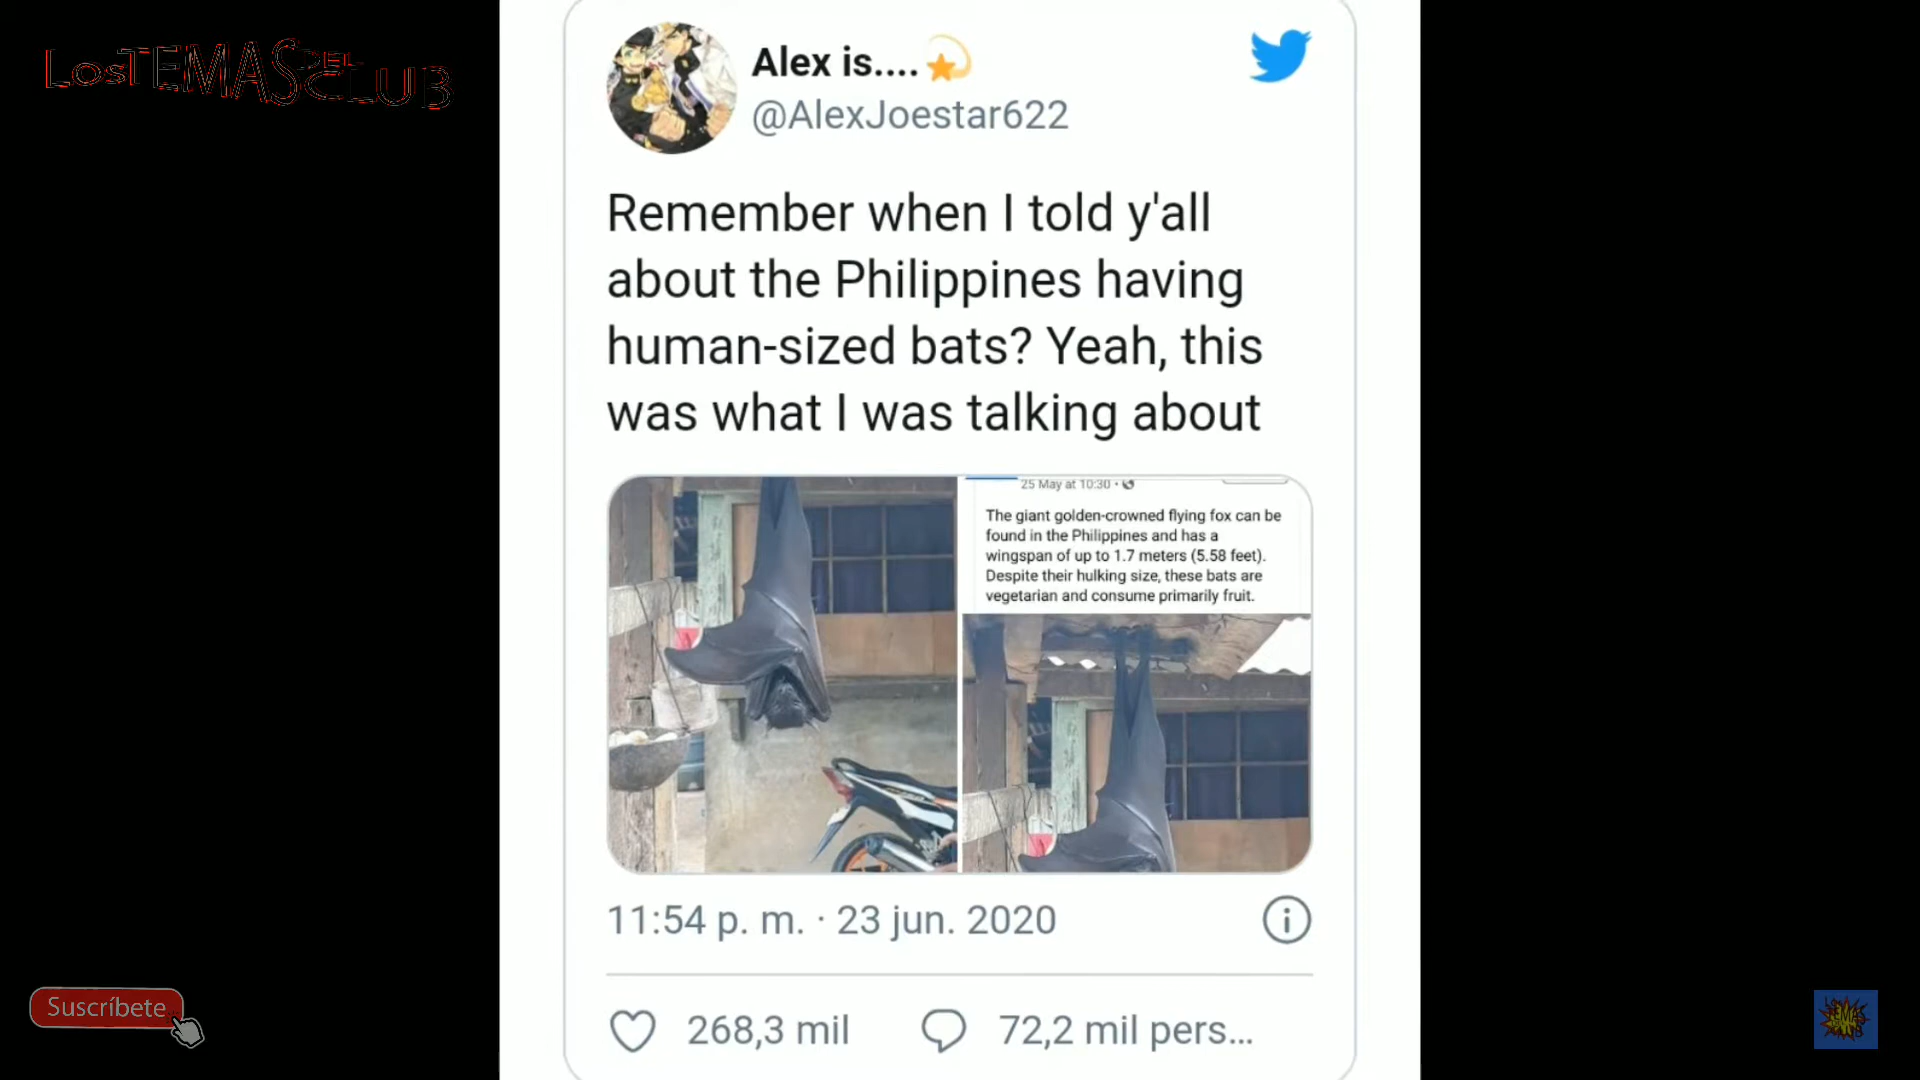 LosTEMASDELCLUB
Alex is....
@AlexJoestar622
Remember when I told y'all
about the Philippines having
human-sized bats? Yeah, this
was what I was talking about
25 May at 10:30 ·
The giant golden-crowned flying fox can be
found in the Philippines and has a
wingspan of up to 1.7 meters (5.58 feet).
Despite their hulking size, these bats are
vegetarian and consume primarily fruit.
11:54 p. m. · 23 jun. 2020
268,3 mil
72,2 mil pers...
Suscríbete